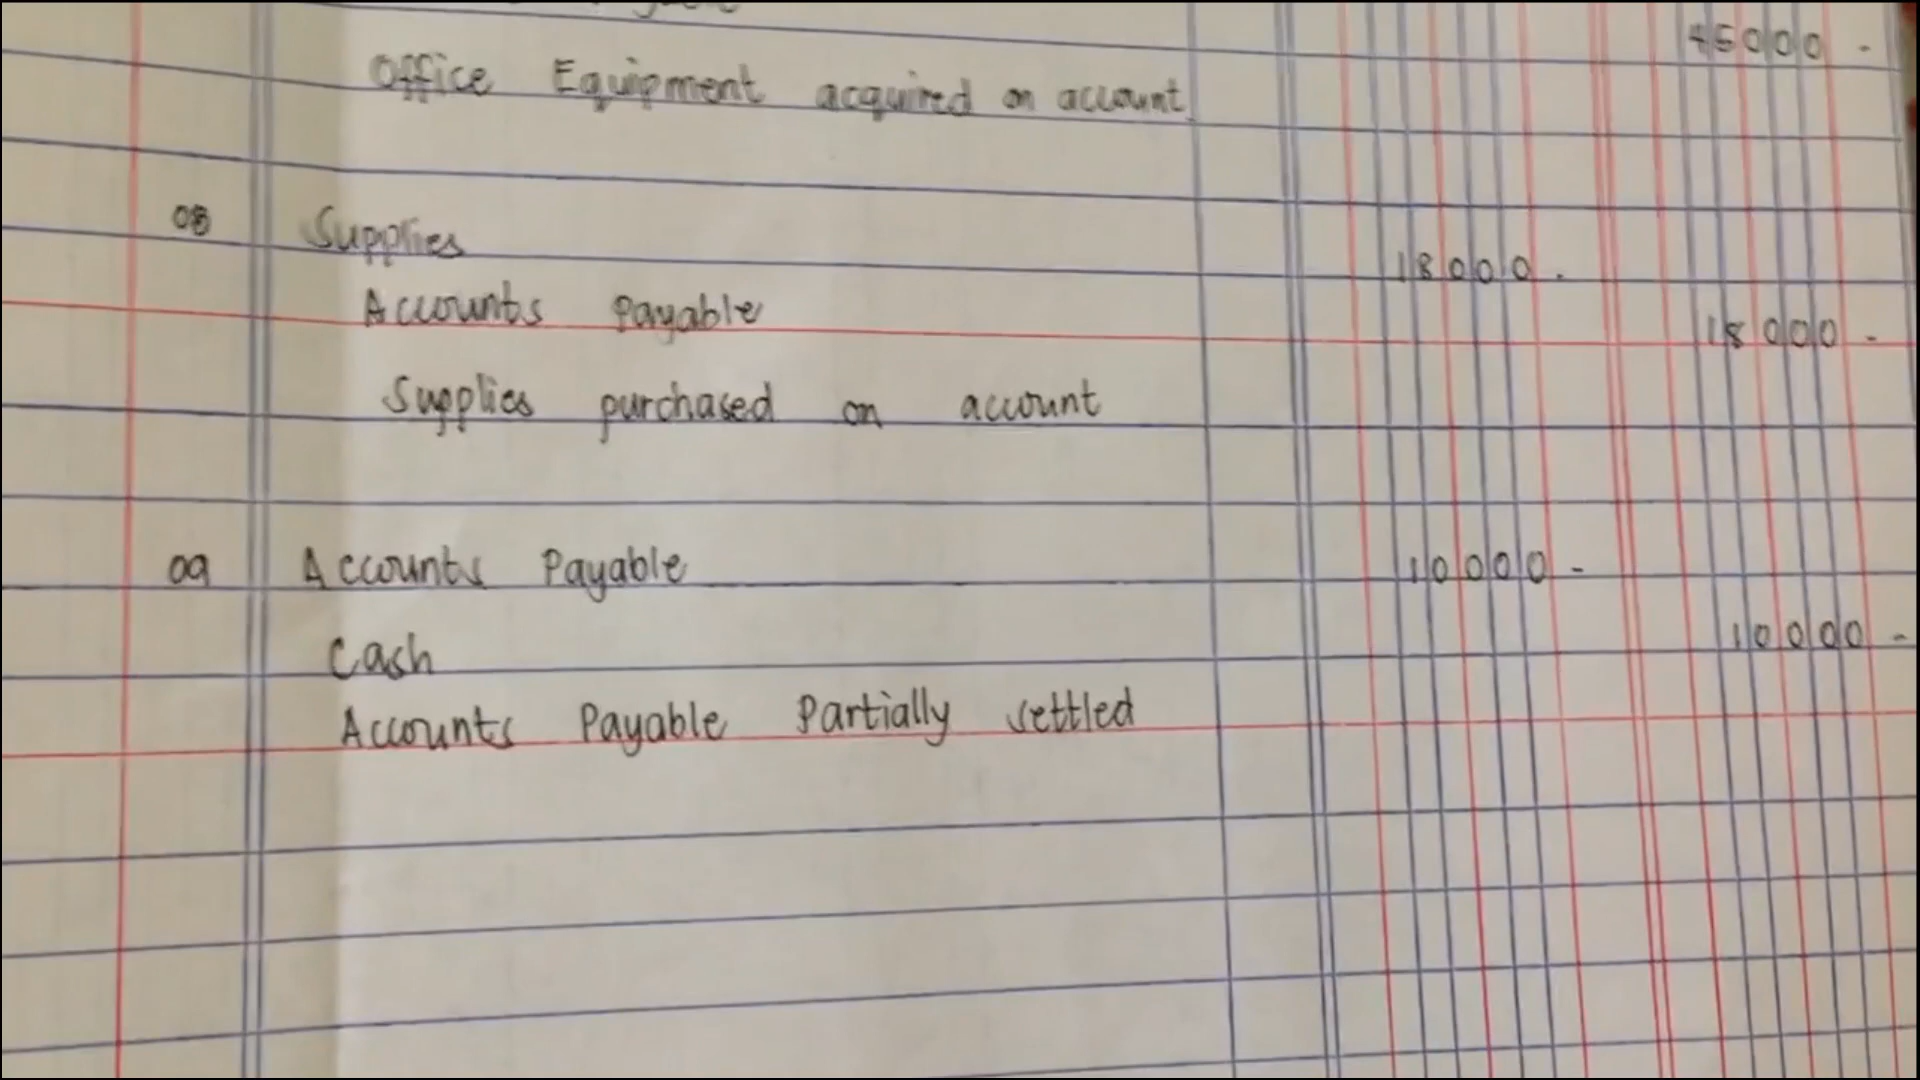 45000 -
Office Equipment acquired on account
08 Supplies 18000 -
Accounts Payable 18000 -
Supplies purchased on account
09 Accounts Payable 10000 -
Cash 10000 -
Accounts Payable Partially settled